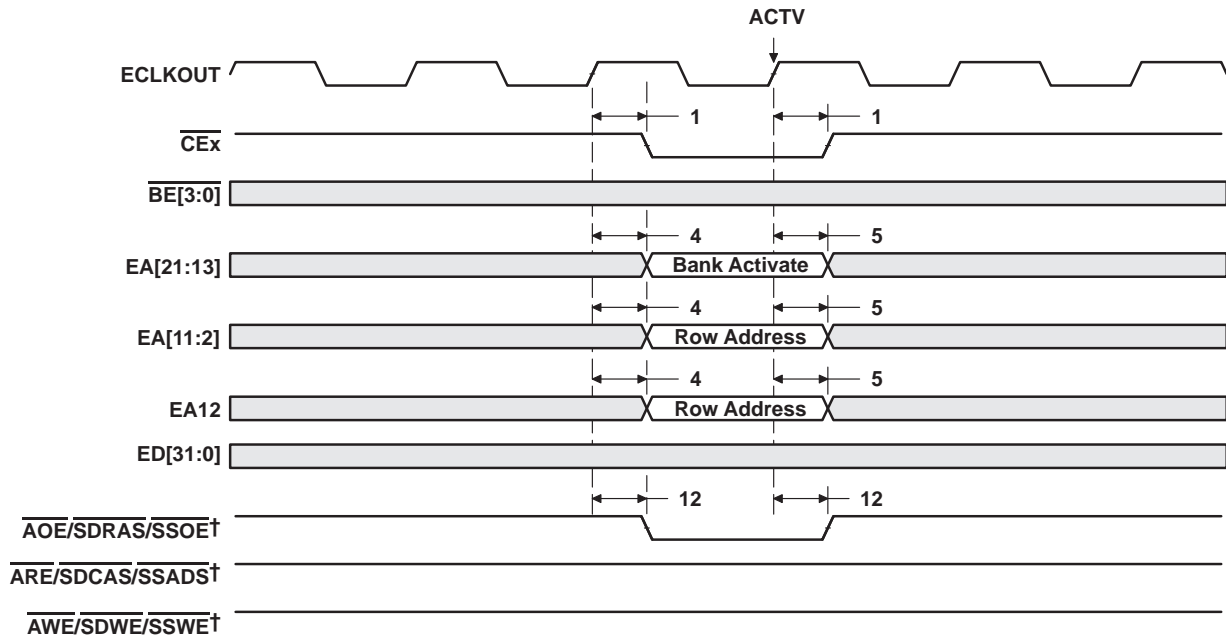 ACTV
ECLKOUT
1 1
CEx
BE[3:0]
4 5
EA[21:13] Bank Activate
4 5
EA[11:2] Row Address
4 5
EA12 Row Address
ED[31:0]
12 12
AOE/SDRAS/SSOE†
ARE/SDCAS/SSADS†
AWE/SDWE/SSWE†